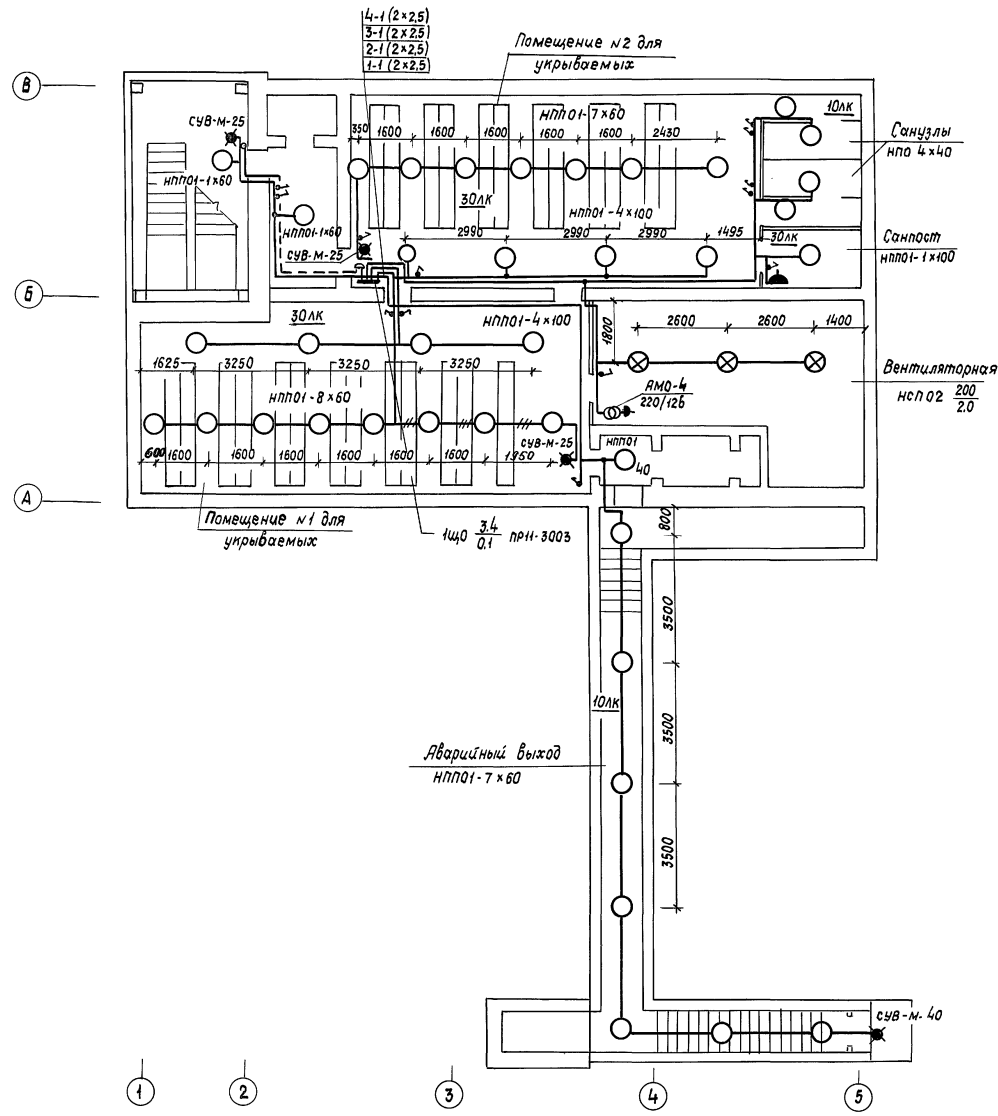 4-1 (2×2,5)
3-1 (2×2,5)
2-1 (2×2,5)
1-1 (2×2,5)
Помещение №2 для
укрываемых
В
СУВ-М-25
НПП01-1×60
НПП01-1×60
СУВ-М-25
350
1600
1600
1600
НПП01-7×60
1600
1600
2430
30ЛК
НПП01-4×100
2990
2990
2990
1495
10ЛК
Санузлы
НПО 4×40
30ЛК
Санпост
НПП01-1×100
Б
30ЛК
НПП01-4×100
1625
3250
3250
3250
НПП01-8×60
600
1600
1600
1600
1600
1600
1600
1950
СУВ-М-25
1800
2600
2600
1400
АМО-4
220/12в
Вентиляторная
НСП02 200
2.0
НПП01
40
А
Помещение №1 для
укрываемых
1ЩО 3.4
0.1 ПР11-3003
800
3500
3500
3500
10ЛК
Аварийный выход
НПП01-7×60
СУВ-М-40
1
2
3
4
5